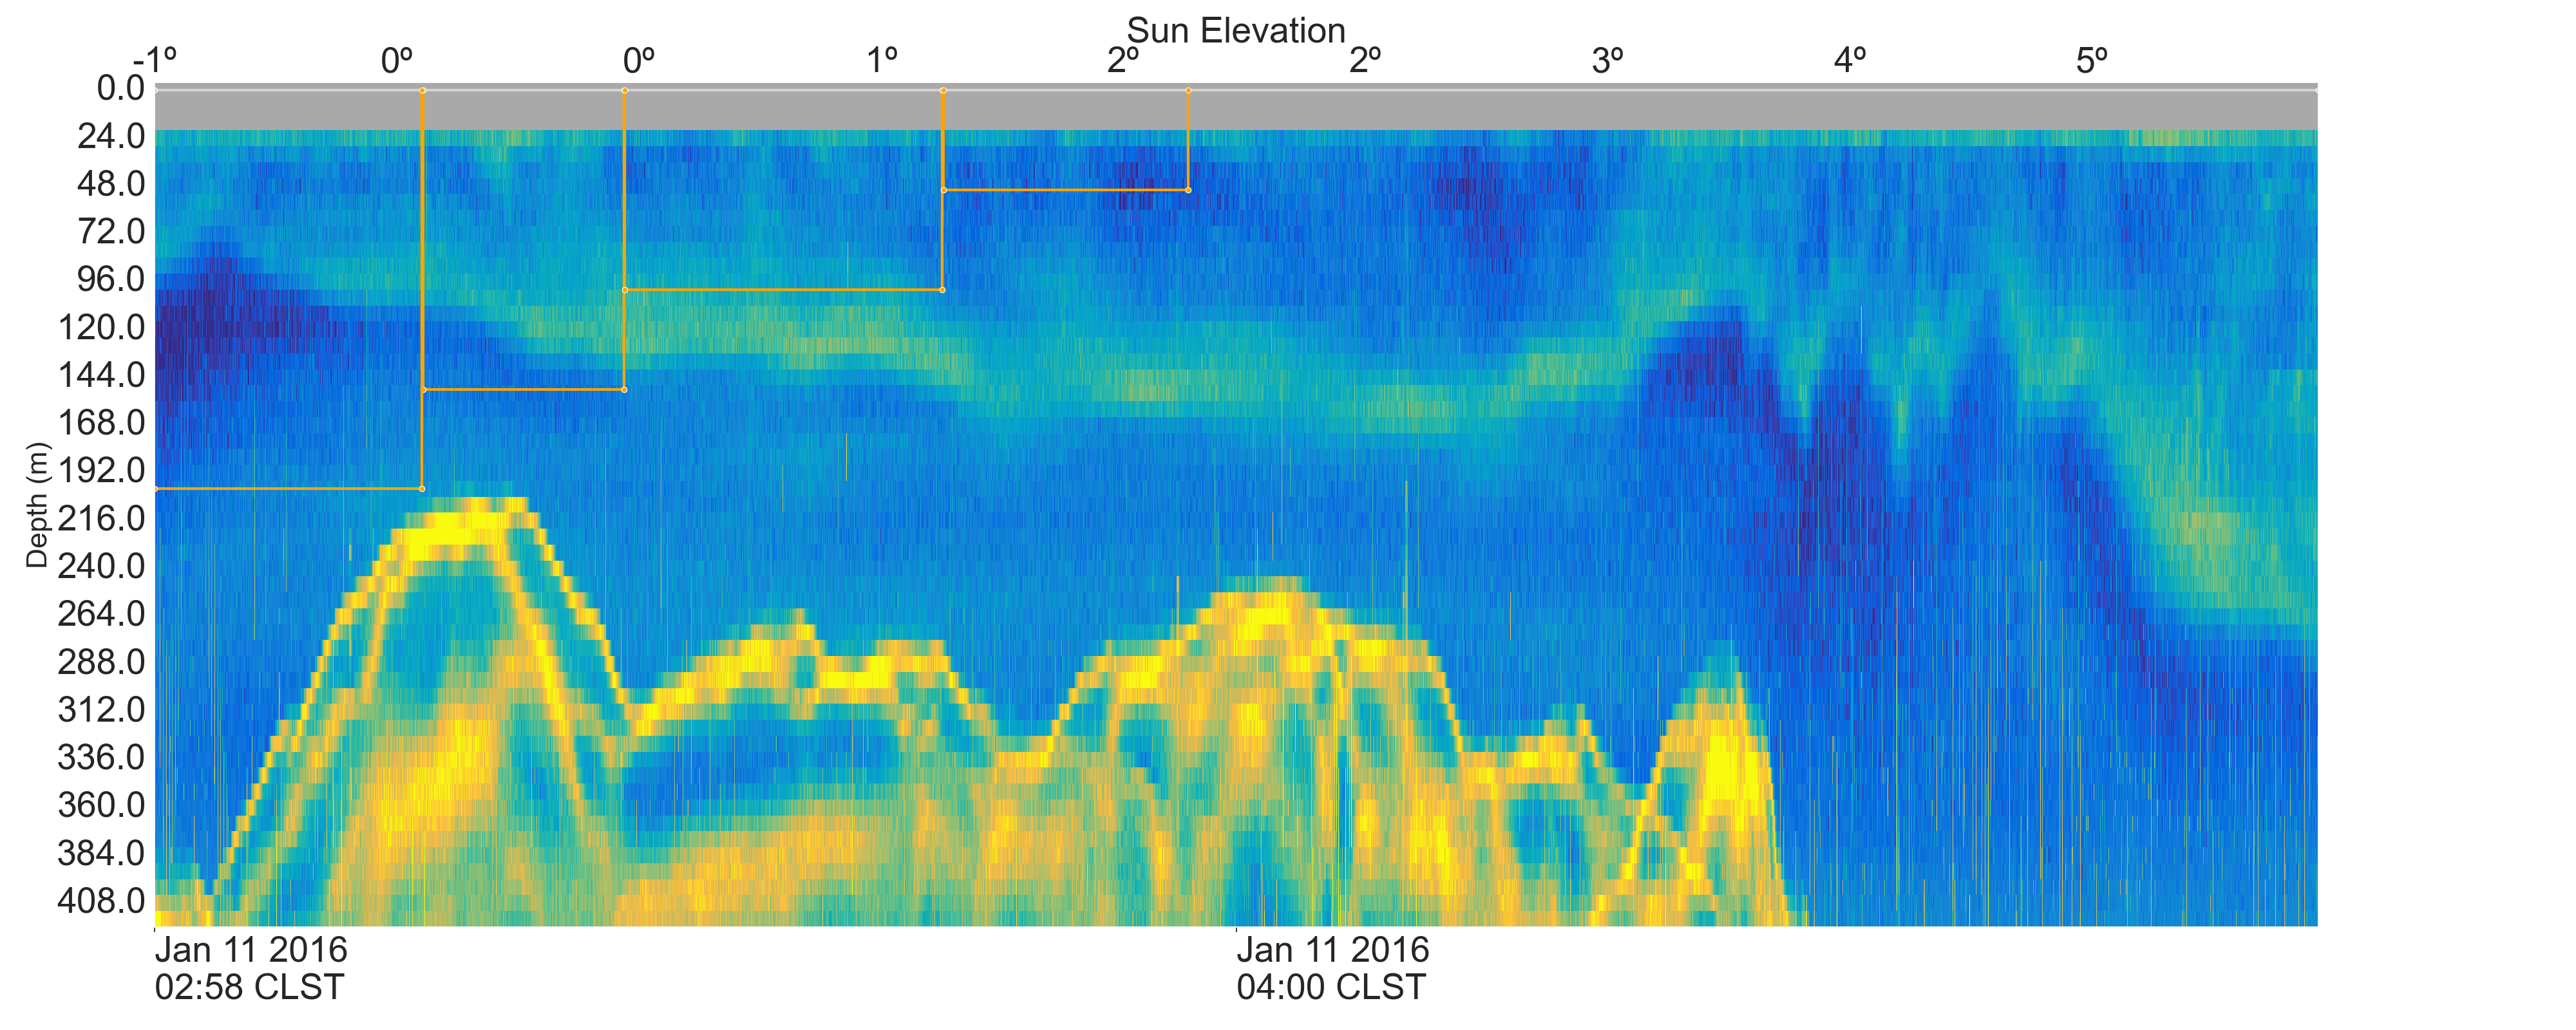 Sun Elevation
-1º 0º 0º 1º 2º 2º 3º 4º 5º
0.0
24.0
48.0
72.0
96.0
120.0
144.0
168.0
192.0
216.0
240.0
264.0
288.0
312.0
336.0
360.0
384.0
408.0
Depth (m)
Jan 11 2016
02:58 CLST
Jan 11 2016
04:00 CLST